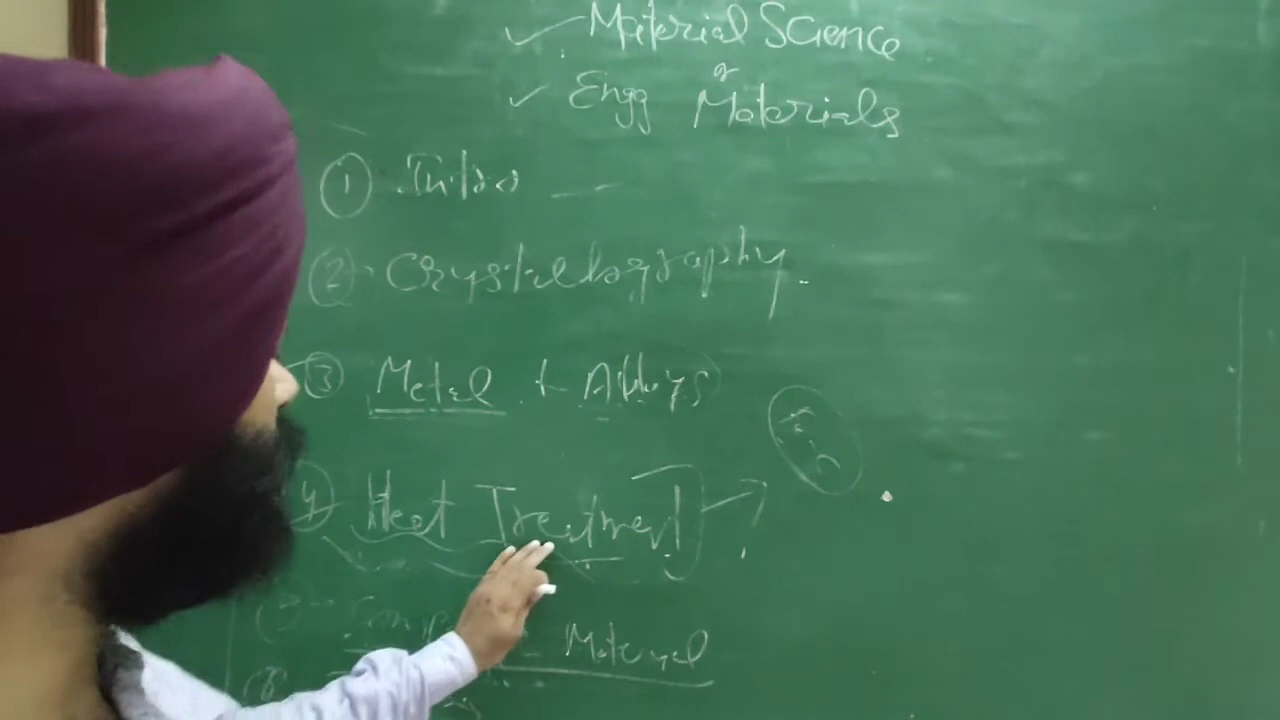 ✓ Material Science
or
✓ Engg Materials
① Intro —
② Crystallography.
③ Metal + Alloys
④ Heat Treatment → ?
Material